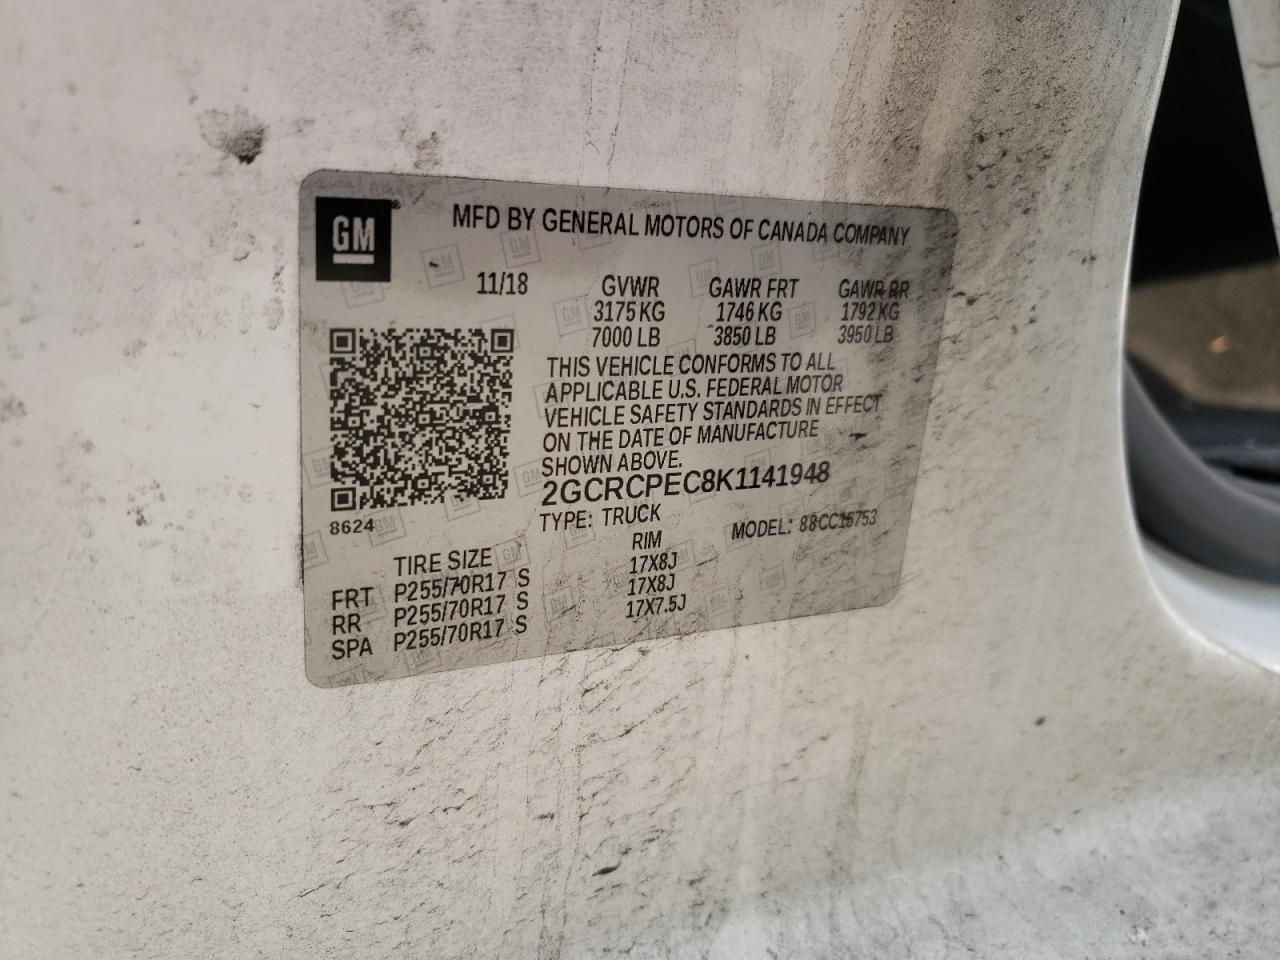 GM
MFD BY GENERAL MOTORS OF CANADA COMPANY
11/18 GVWR GAWR FRT GAWR RR
3175 KG 1746 KG 1792 KG
7000 LB 3850 LB 3950 LB
THIS VEHICLE CONFORMS TO ALL
APPLICABLE U.S. FEDERAL MOTOR
VEHICLE SAFETY STANDARDS IN EFFECT
ON THE DATE OF MANUFACTURE
SHOWN ABOVE.
2GCRCPEC8K1141948
8624
TYPE: TRUCK MODEL: 88CC15753
TIRE SIZE RIM
FRT P255/70R17 S 17X8J
RR P255/70R17 S 17X8J
SPA P255/70R17 S 17X7.5J